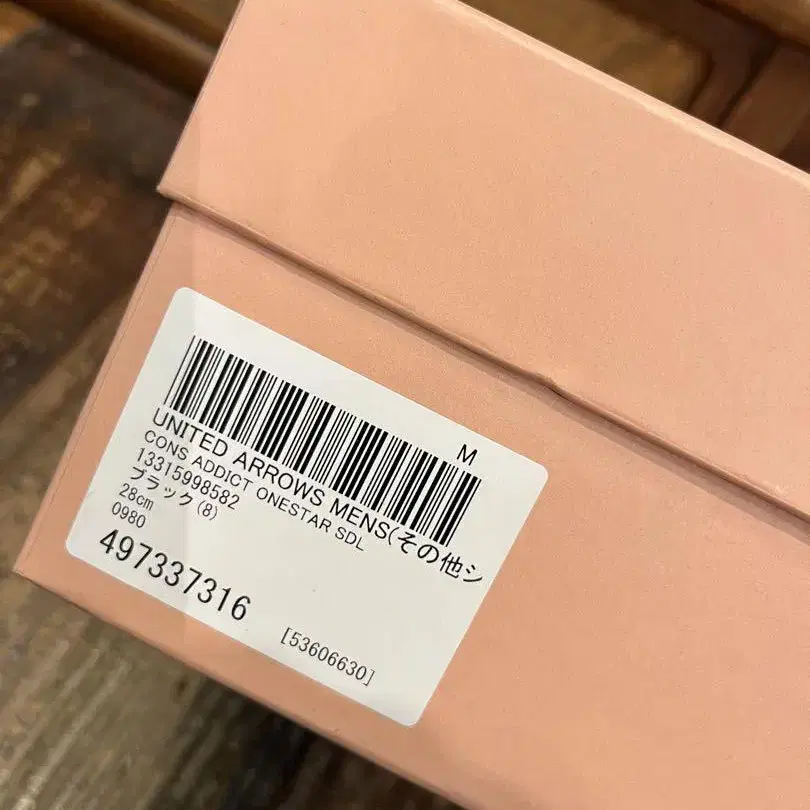 M
UNITED ARROWS MENS(その他シ
CONS ADDICT ONESTAR SDL
13315998582
ブラック(8)
28cm
0980
497337316
[53606630]